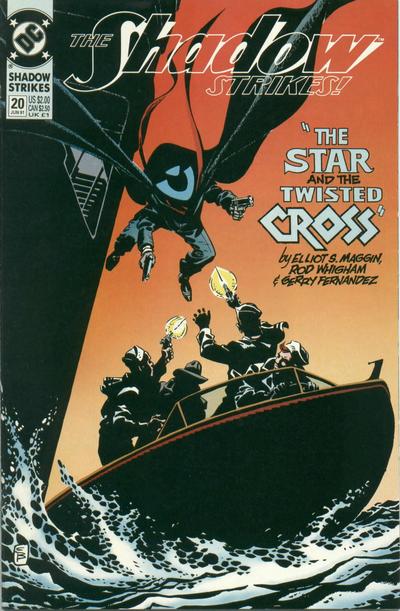 DC
SHADOW
STRIKES
20
JUN 91
US $2.00
CAN $2.50
UK £1
THE
Shadow
STRIKES!
"THE
STAR
AND THE
TWISTED
CROSS"
by ELLIOT S. MAGGIN,
ROD WHIGHAM
& GERRY FERNANDEZ